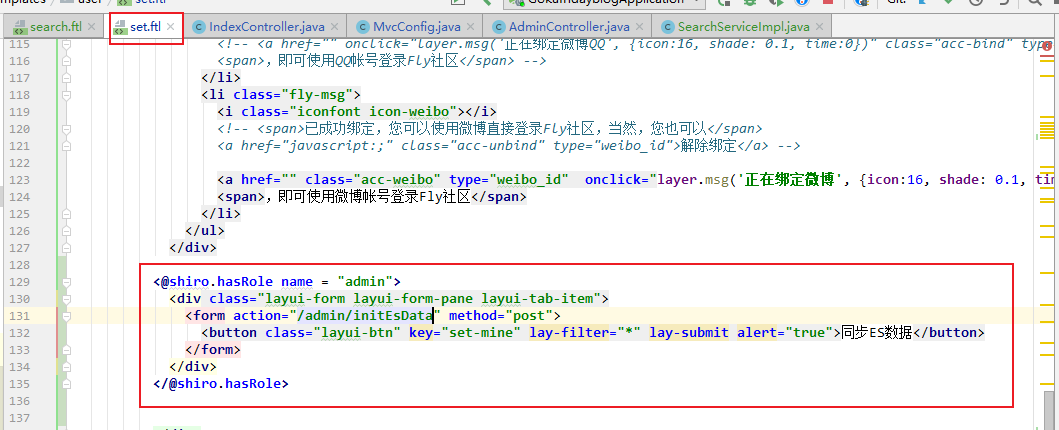 search.ftl set.ftl IndexController.java MvcConfig.java AdminController.java SearchServiceImpl.java
115 <!-- <a href="" onclick="layer.msg('正在绑定微博QQ', {icon:16, shade: 0.1, time:0})" class="acc-bind" type
116 <span>，即可使用QQ帐号登录Fly社区</span> -->
117 </li>
118 <li class="fly-msg">
119 <i class="iconfont icon-weibo"></i>
120 <!-- <span>已成功绑定，您可以使用微博直接登录Fly社区，当然，您也可以</span>
121 <a href="javascript:;" class="acc-unbind" type="weibo_id">解除绑定</a> -->
122
123 <a href="" class="acc-weibo" type="weibo_id"  onclick="layer.msg('正在绑定微博', {icon:16, shade: 0.1, tim
124 <span>，即可使用微博帐号登录Fly社区</span>
125 </li>
126 </ul>
127 </div>
128
129 <@shiro.hasRole name = "admin">
130 <div class="layui-form layui-form-pane layui-tab-item">
131 <form action="/admin/initEsData" method="post">
132 <button class="layui-btn" key="set-mine" lay-filter="*" lay-submit alert="true">同步ES数据</button>
133 </form>
134 </div>
135 </@shiro.hasRole>
136
137